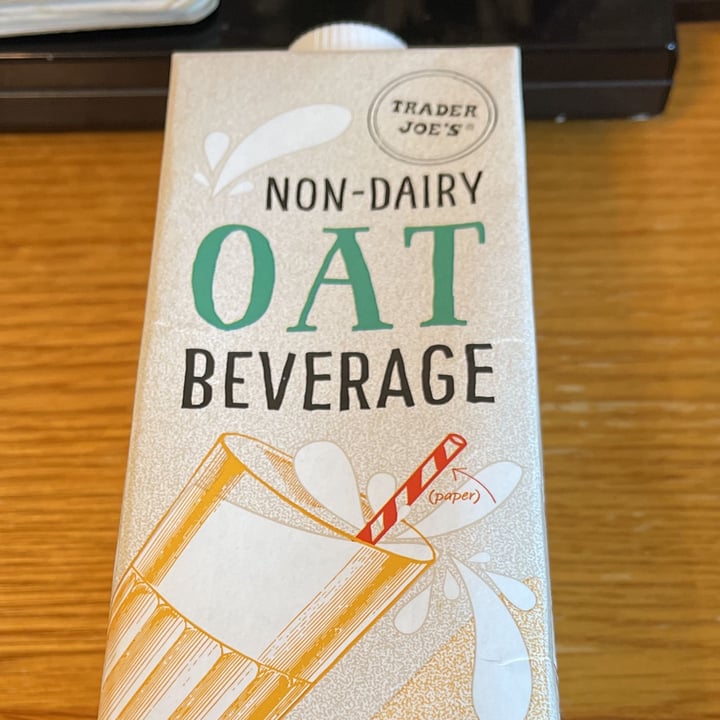 TRADER
JOE'S®
NON-DAIRY
OAT
BEVERAGE
(paper)